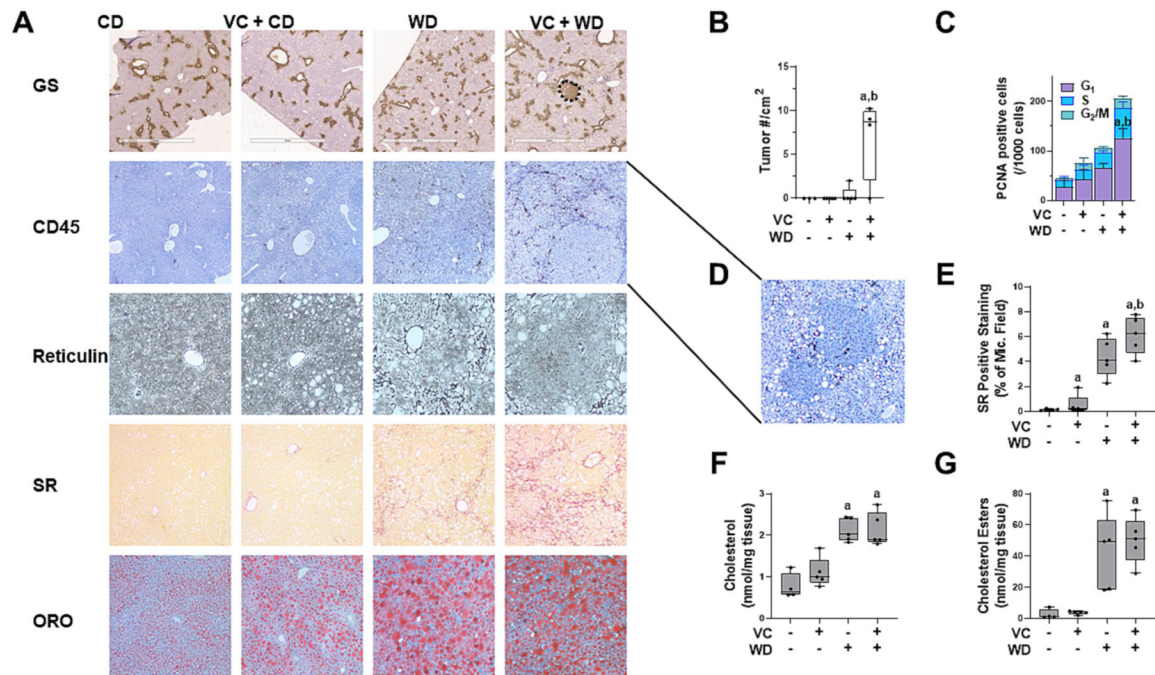 A
CD
VC + CD
WD
VC + WD
GS
CD45
Reticulin
SR
ORO
B
Tumor #/cm²
10
5
0
a,b
VC - + - +
WD - - + +
C
PCNA positive cells
(/1000 cells)
200
100
0
G₁
S
G₂/M
a,b
VC - + - +
WD - - + +
D
E
SR Positive Staining
(% of Mic. Field)
10
8
6
4
2
0
a
a
a,b
VC - + - +
WD - - + +
F
Cholesterol
(nmol/mg tissue)
3
2
1
0
a
a
VC - + - +
WD - - + +
G
Cholesterol Esters
(nmol/mg tissue)
80
60
40
20
0
a
a
VC - + - +
WD - - + +